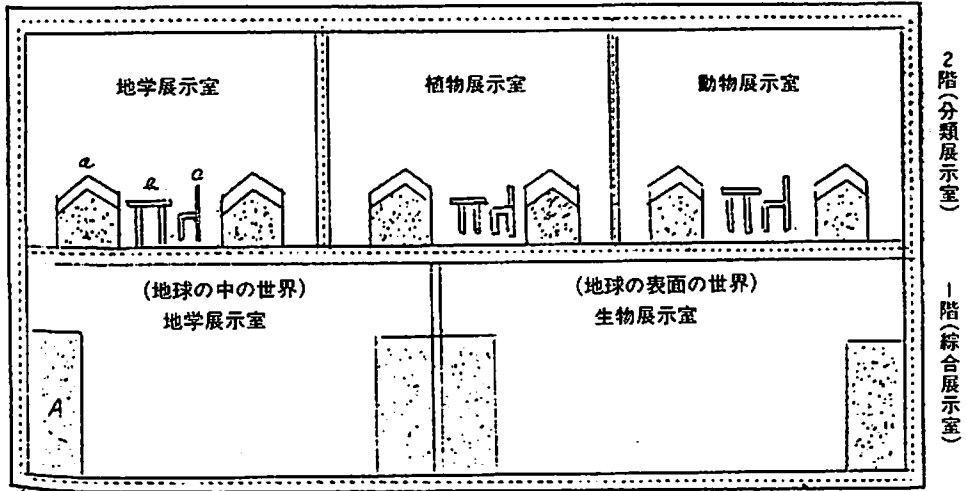 地学展示室
植物展示室
動物展示室
2階(分類展示室)
a
e
c
(地球の中の世界)
地学展示室
(地球の表面の世界)
生物展示室
1階(綜合展示室)
A